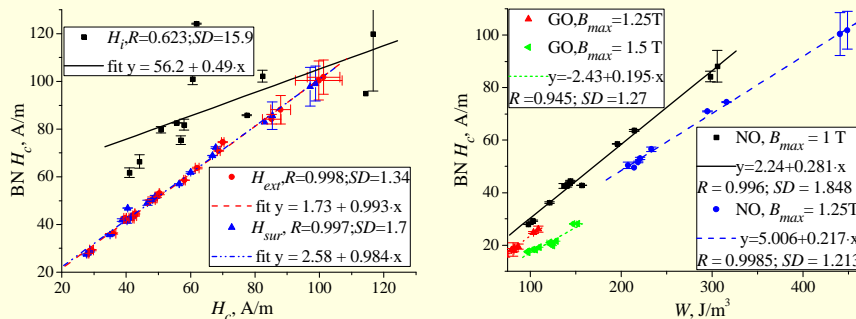 120
100
80
60
40
20
BN H_c, A/m
H_i,R=0.623;SD=15.9
fit y = 56.2 + 0.49·x
H_ext,R=0.998;SD=1.34
fit y = 1.73 + 0.993·x
H_sur, R=0.997;SD=1.7
fit y = 2.58 + 0.984·x
20 40 60 80 100 120
H_c, A/m
100
80
60
40
20
BN H_c, A/m
GO,B_max=1.25T
GO,B_max= 1.5 T
y=-2.43+0.195·x
R = 0.945; SD = 1.27
NO, B_max= 1 T
y=2.24+0.281·x
R = 0.996; SD = 1.848
NO, B_max= 1.25T
y=5.006+0.217·x
R = 0.9985; SD = 1.213
100 200 300 400
W, J/m³